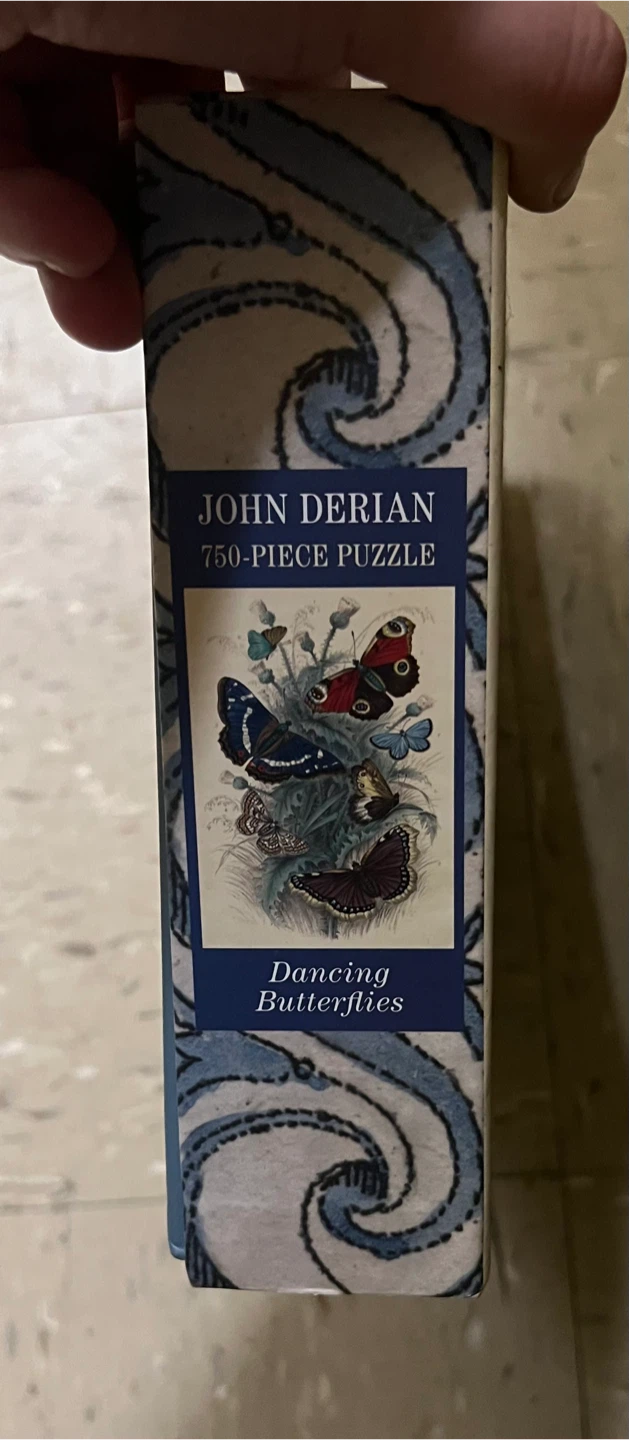 JOHN DERIAN
750-PIECE PUZZLE
Dancing
Butterflies